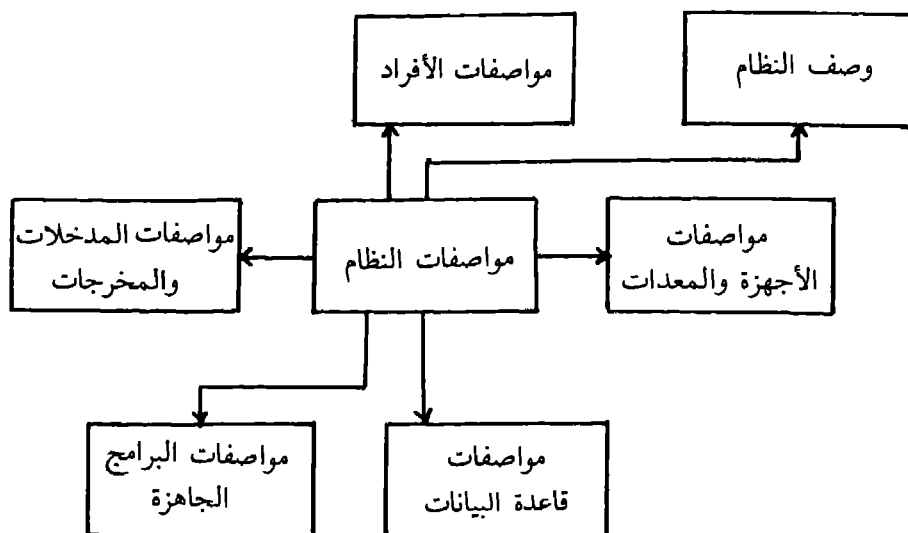 وصف النظام
مواصفات الأفراد
مواصفات
الأجهزة والمعدات
مواصفات النظام
مواصفات المدخلات
والمخرجات
مواصفات
قاعدة البيانات
مواصفات البرامج
الجاهزة